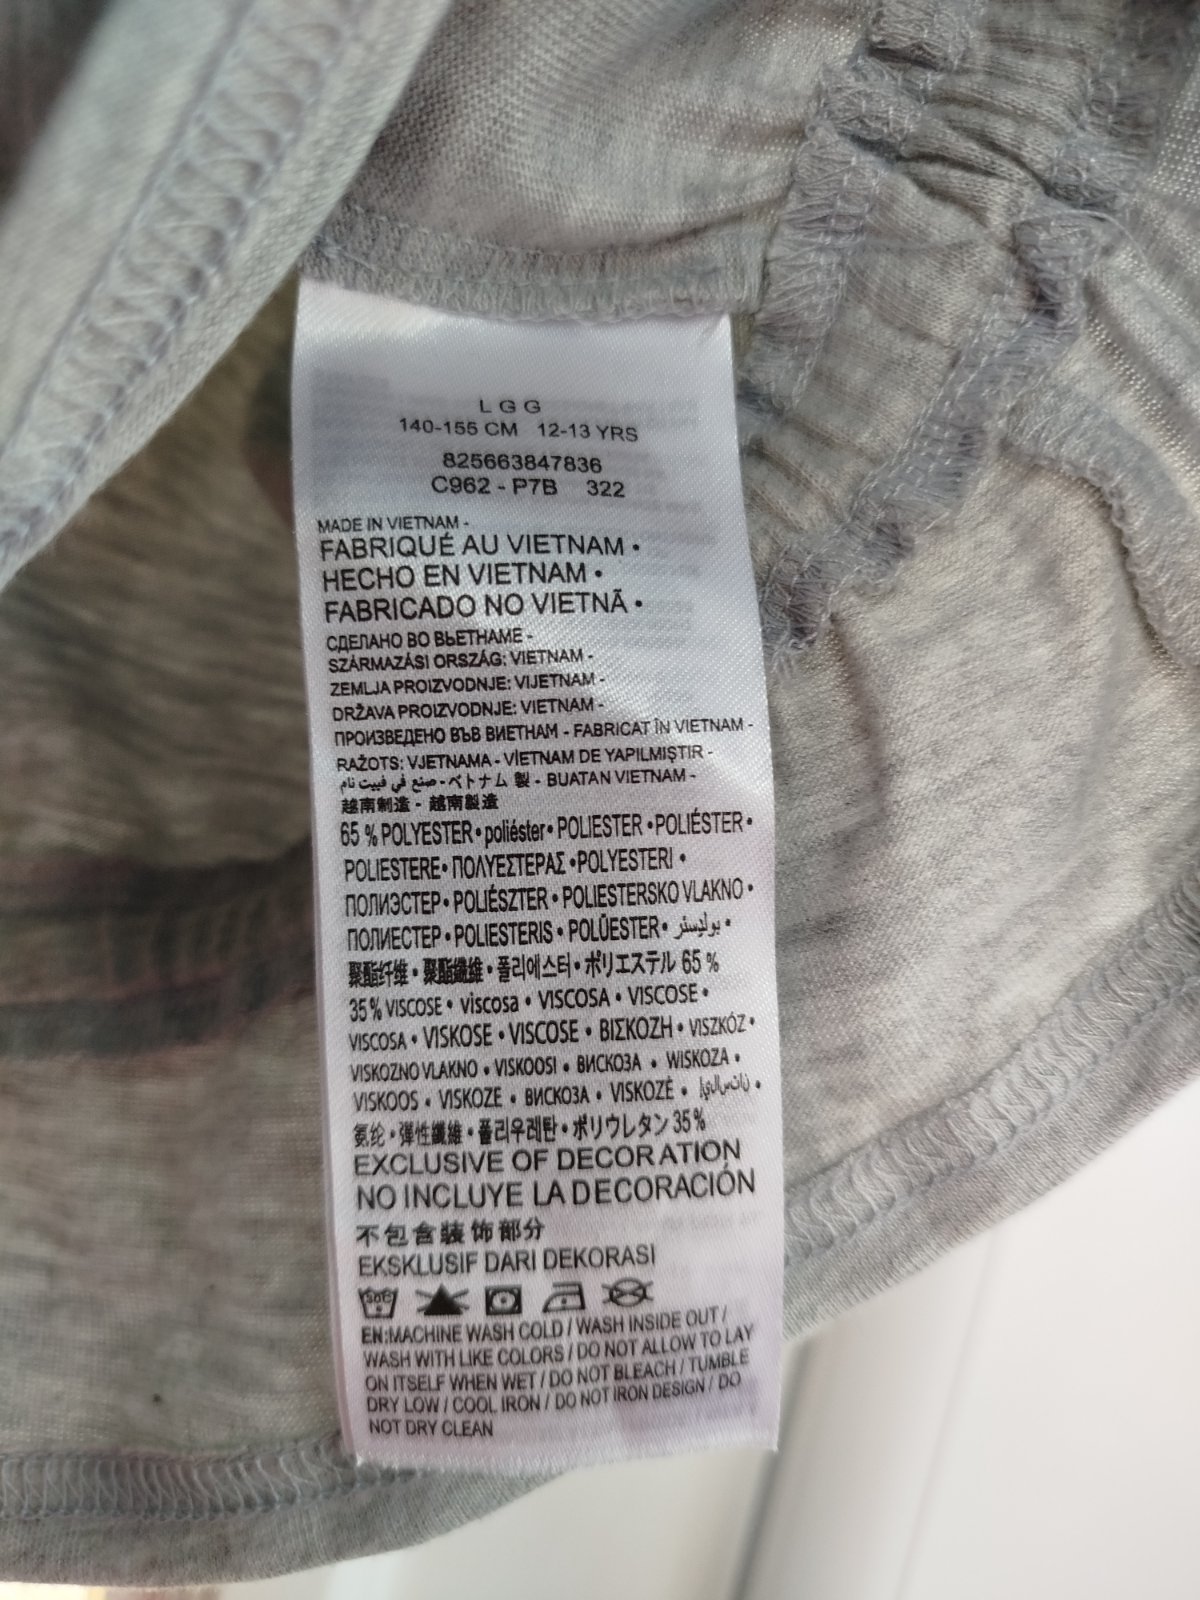 L G G
140-155 CM 12-13 YRS
825663847836
C962 - P7B 322
MADE IN VIETNAM -
FABRIQUÉ AU VIETNAM •
HECHO EN VIETNAM •
FABRICADO NO VIETNÃ •
СДЕЛАНО ВО ВЬЕТНАМЕ -
SZÁRMAZÁSI ORSZÁG: VIETNAM -
ZEMLJA PROIZVODNJE: VIJETNAM -
DRŽAVA PROIZVODNJE: VIETNAM -
ПРОИЗВЕДЕНО ВЪВ ВИЕТНАМ - FABRICAT ÎN VIETNAM -
RAŽOTS: VJETNAMA - VİETNAM DE YAPILMIŞTIR -
صنع في فييت نام - ベトナム 製 - BUATAN VIETNAM -
越南制造 - 越南製造
65 % POLYESTER • poliéster • POLIESTER • POLIÉSTER •
POLIESTERE • ΠΟΛΥΕΣΤΕΡΑΣ • POLYESTERI •
ПОЛИЭСТЕР • POLIÉSZTER • POLIESTERSKO VLAKNO •
ПОЛИЕСТЕР • POLIESTERIS • POLÜESTER • بوليستر •
聚酯纤维 • 聚酯纖維 • 폴리에스터 • ポリエステル 65 %
35 % VISCOSE • viscosa • VISCOSA • VISCOSE •
VISCOSA • VISKOSE • VISCOSE • ΒΙΣΚΟΖΗ • VISZKÓZ •
VISKOZNO VLAKNO • VISKOOSI • ВИСКОЗА • WISKOZA •
VISKOOS • VISKOZE • ВИСКОЗА • VISKOZĖ •
氨纶 • 弹性纖維 • 폴리우레탄 • ポリウレタン 35 %
EXCLUSIVE OF DECORATION
NO INCLUYE LA DECORACIÓN
不包含装饰部分
EKSKLUSIF DARI DEKORASI
30C
EN:MACHINE WASH COLD / WASH INSIDE OUT /
WASH WITH LIKE COLORS / DO NOT ALLOW TO LAY
ON ITSELF WHEN WET / DO NOT BLEACH / TUMBLE
DRY LOW / COOL IRON / DO NOT IRON DESIGN / DO
NOT DRY CLEAN